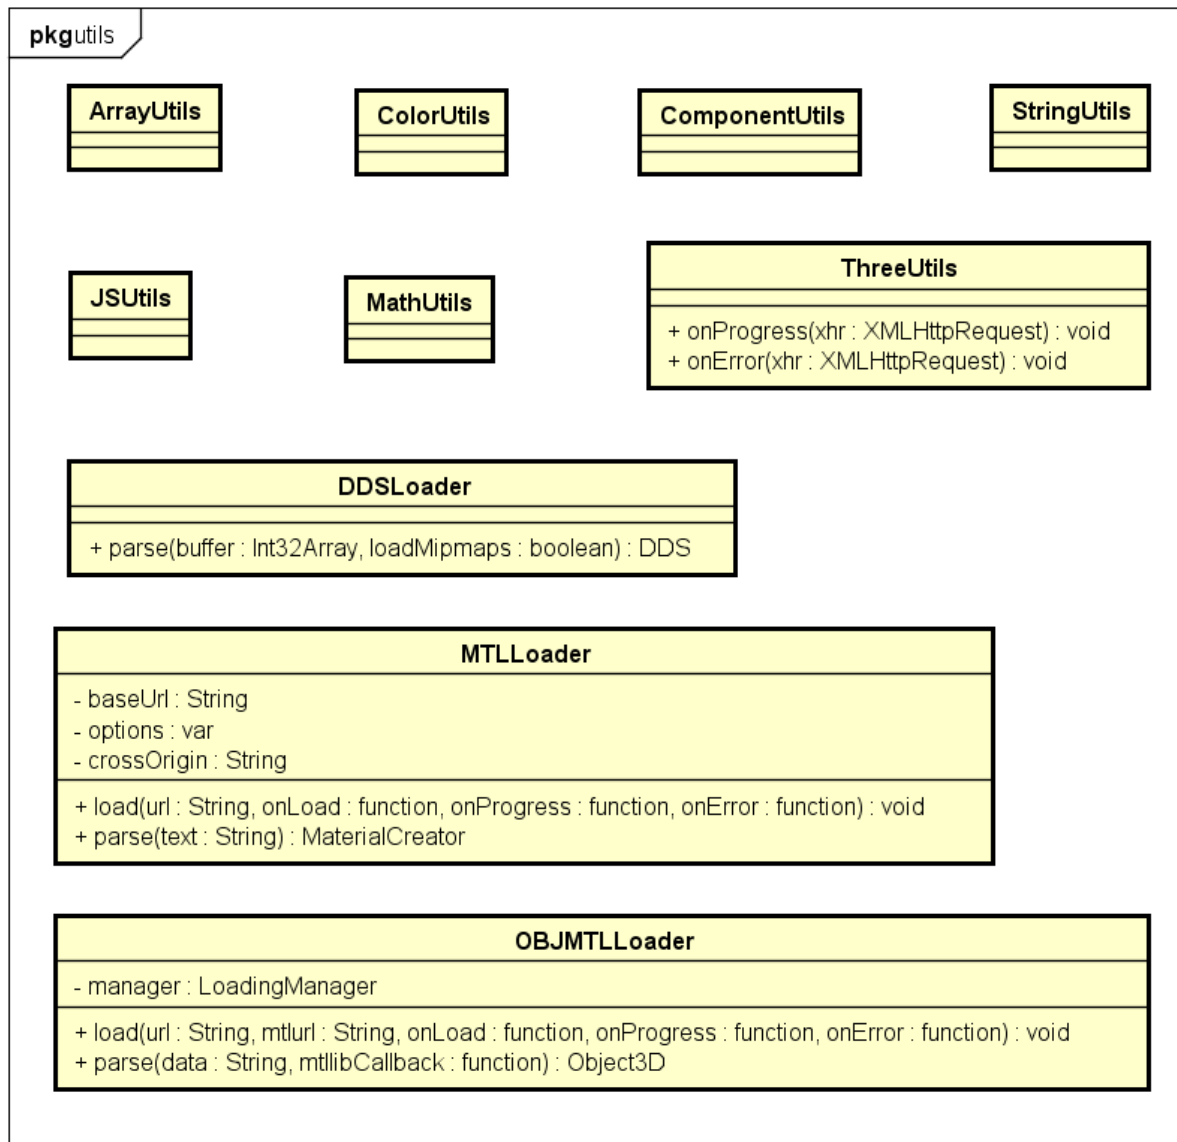 pkgutils
ArrayUtils
ColorUtils
ComponentUtils
StringUtils
JSUtils
MathUtils
ThreeUtils
+ onProgress(xhr : XMLHttpRequest) : void
+ onError(xhr : XMLHttpRequest) : void
DDSLoader
+ parse(buffer : Int32Array, loadMipmaps : boolean) : DDS
MTLLoader
- baseUrl : String
- options : var
- crossOrigin : String
+ load(url : String, onLoad : function, onProgress : function, onError : function) : void
+ parse(text : String) : MaterialCreator
OBJMTLLoader
- manager : LoadingManager
+ load(url : String, mtlurl : String, onLoad : function, onProgress : function, onError : function) : void
+ parse(data : String, mtllibCallback : function) : Object3D